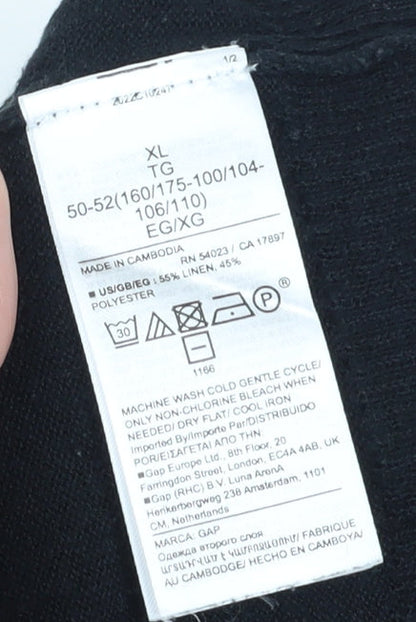 1/2
XL
TG
50-52(160/175-100/104-
106/110)
EG/XG
MADE IN CAMBODIA RN 54023 / CA 17897
■ US/GB/EG : 55% LINEN, 45%
POLYESTER
30
P
®
1166
MACHINE WASH COLD GENTLE CYCLE/
ONLY NON-CHLORINE BLEACH WHEN
NEEDED/ DRY FLAT/ COOL IRON
Imported By/Importe Par/DISTRIBUIDO
POR/ΕΙΣΑΓΕΤΑΙ ΑΠΟ ΤΗΝ
■Gap Europe Ltd., 8th Floor, 20
Farringdon Street, London, EC4A 4AB, UK
■Gap (RHC) B.V. Luna ArenA
Herikerbergweg 238 Amsterdam, 1101
CM, Netherlands
MARCA: GAP
Одежда второго слоя
ԱՐՏԱԴՐՎԱԾ Է ԿԱՄԲՈՋԱՅՈՒՄ/ FABRIQUE
AU CAMBODGE/ HECHO EN CAMBOYA/